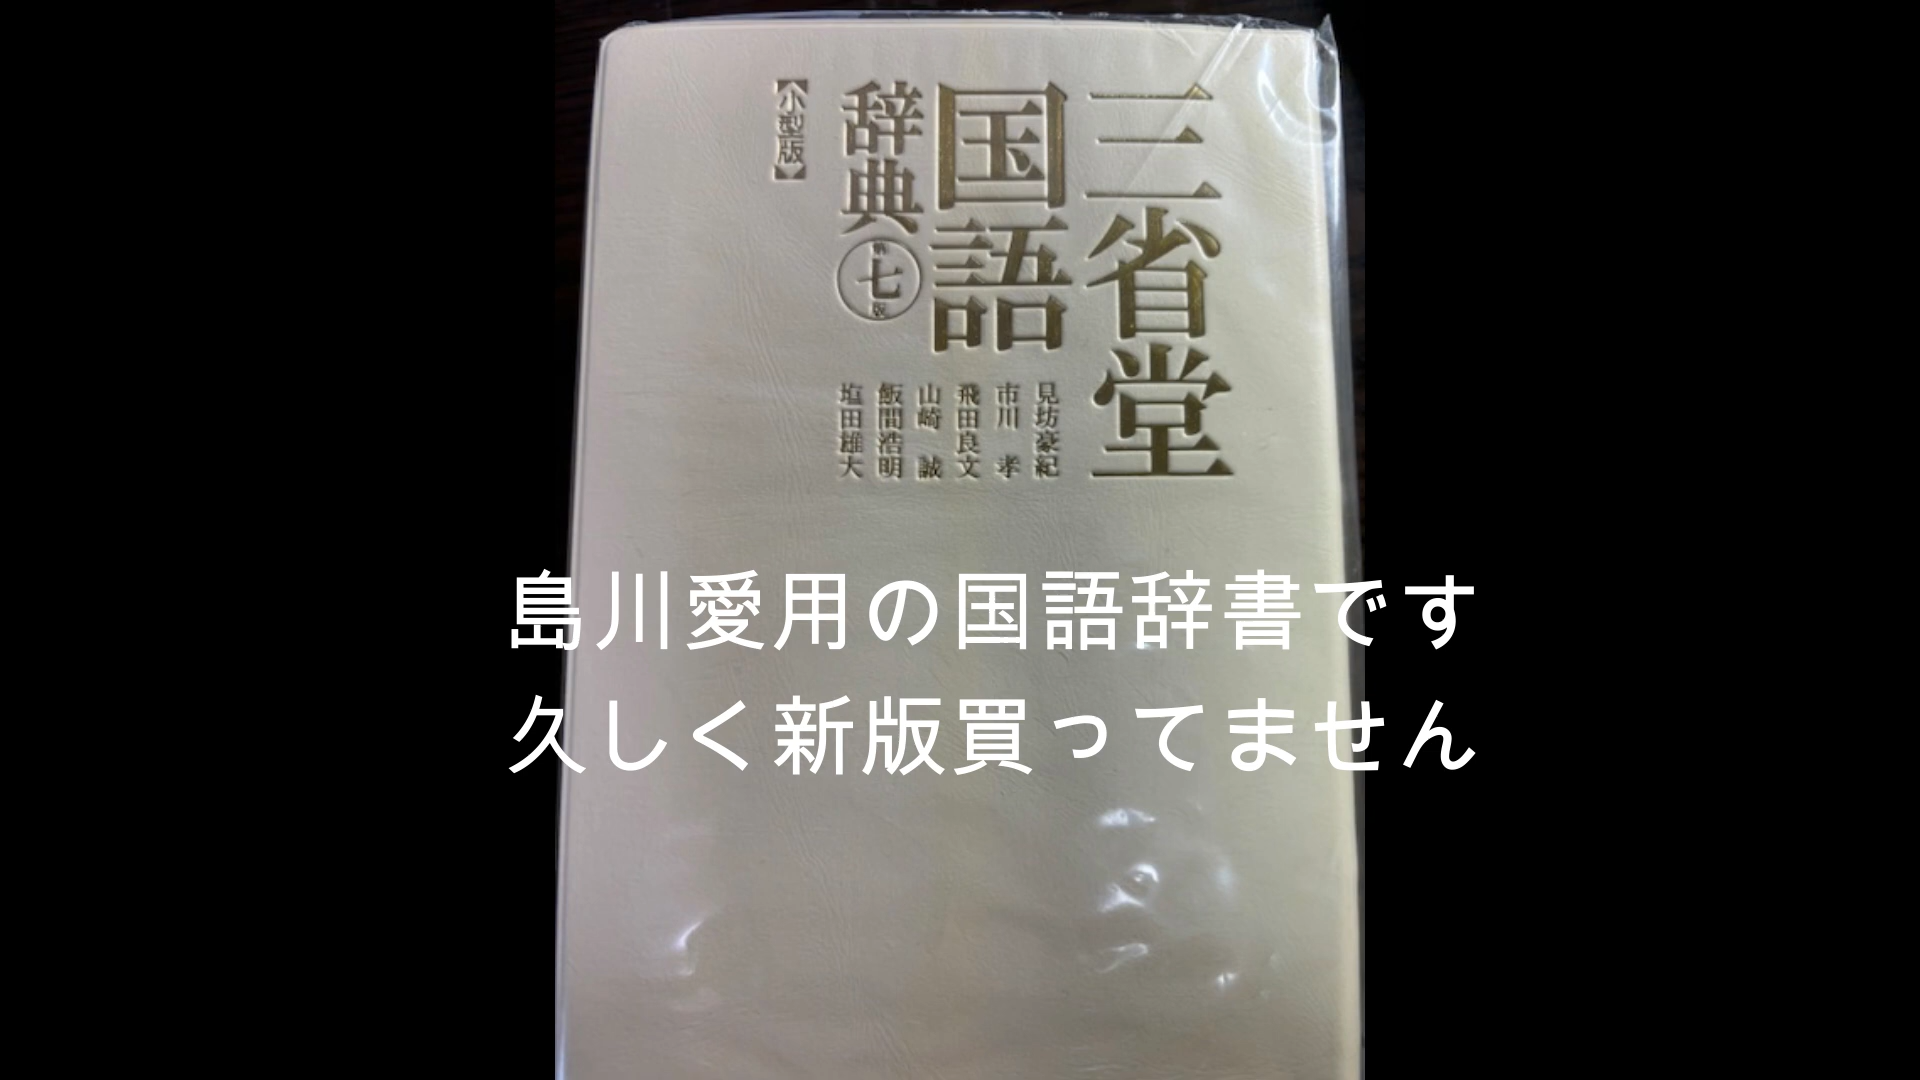 三省堂
国語
辞典 第七版
【小型版】
見坊豪紀
市川 孝
飛田良文
山崎 誠
飯間浩明
塩田雄大
島川愛用の国語辞書です
久しく新版買ってません